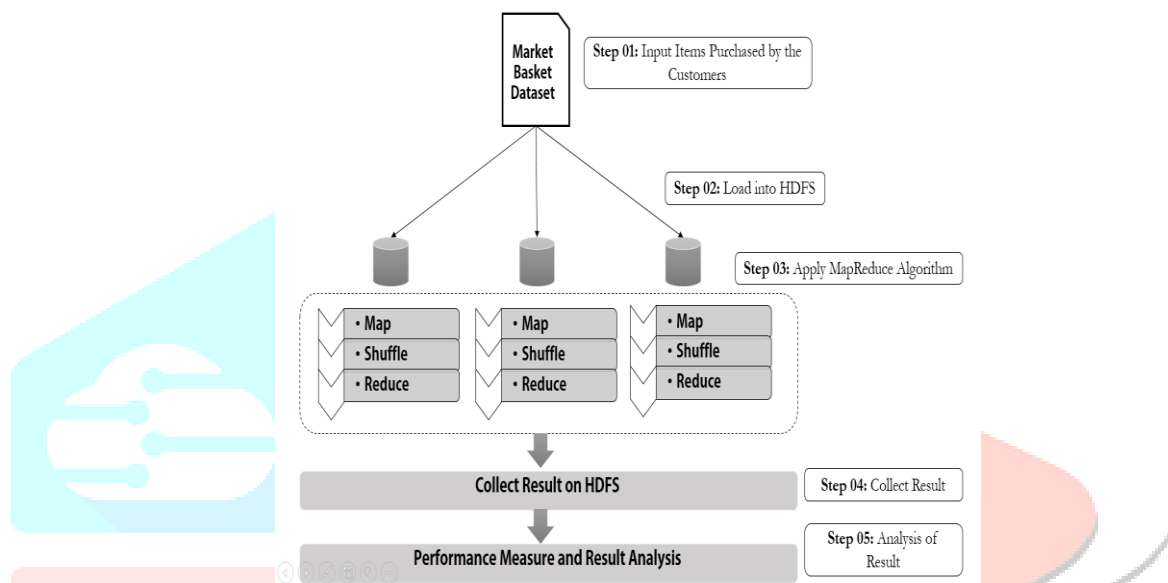 Market
Basket
Dataset
Step 01: Input Items Purchased by the
Customers
Step 02: Load into HDFS
Step 03: Apply MapReduce Algorithm
• Map
• Shuffle
• Reduce
• Map
• Shuffle
• Reduce
• Map
• Shuffle
• Reduce
Collect Result on HDFS
Step 04: Collect Result
Performance Measure and Result Analysis
Step 05: Analysis of
Result